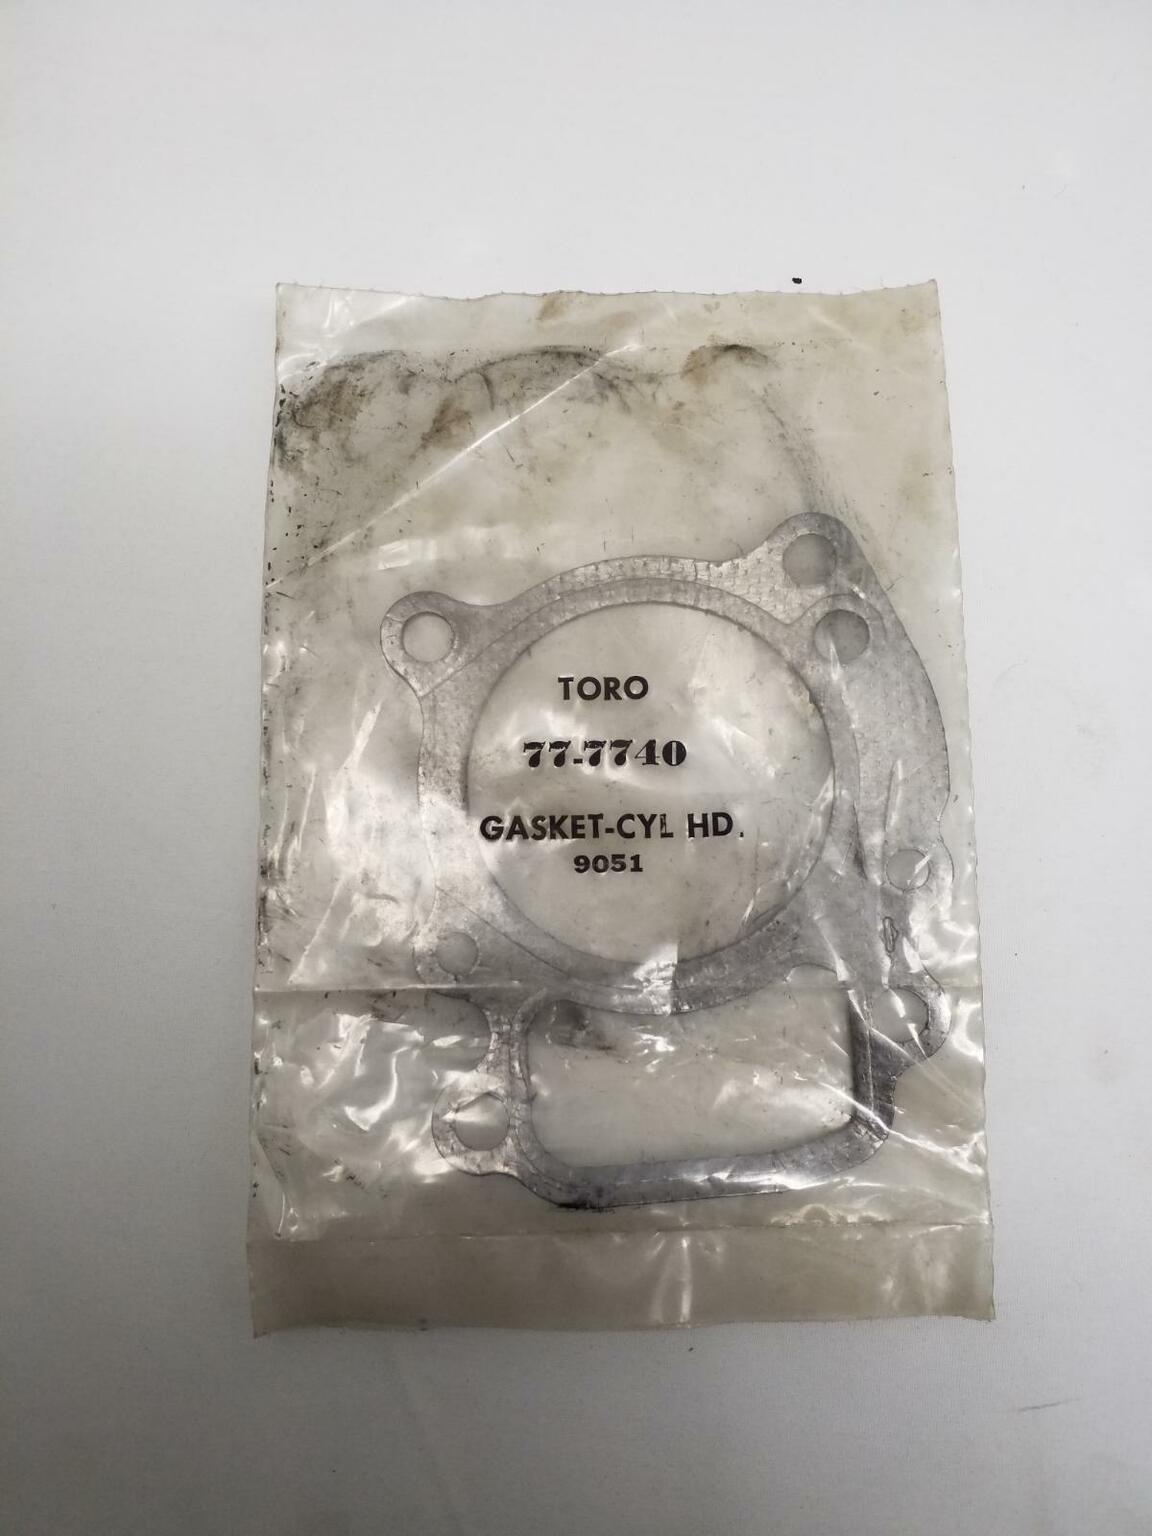 TORO
77-7740
GASKET-CYL HD.
9051